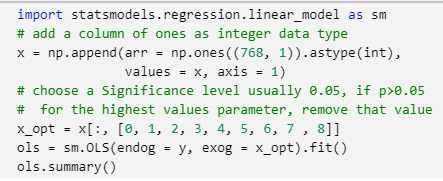 import statsmodels.regression.linear_model as sm
# add a column of ones as integer data type
x = np.append(arr = np.ones((768, 1)).astype(int),
values = x, axis = 1)
# choose a Significance level usually 0.05, if p>0.05
# for the highest values parameter, remove that value
x_opt = x[:, [0, 1, 2, 3, 4, 5, 6, 7 , 8]]
ols = sm.OLS(endog = y, exog = x_opt).fit()
ols.summary()